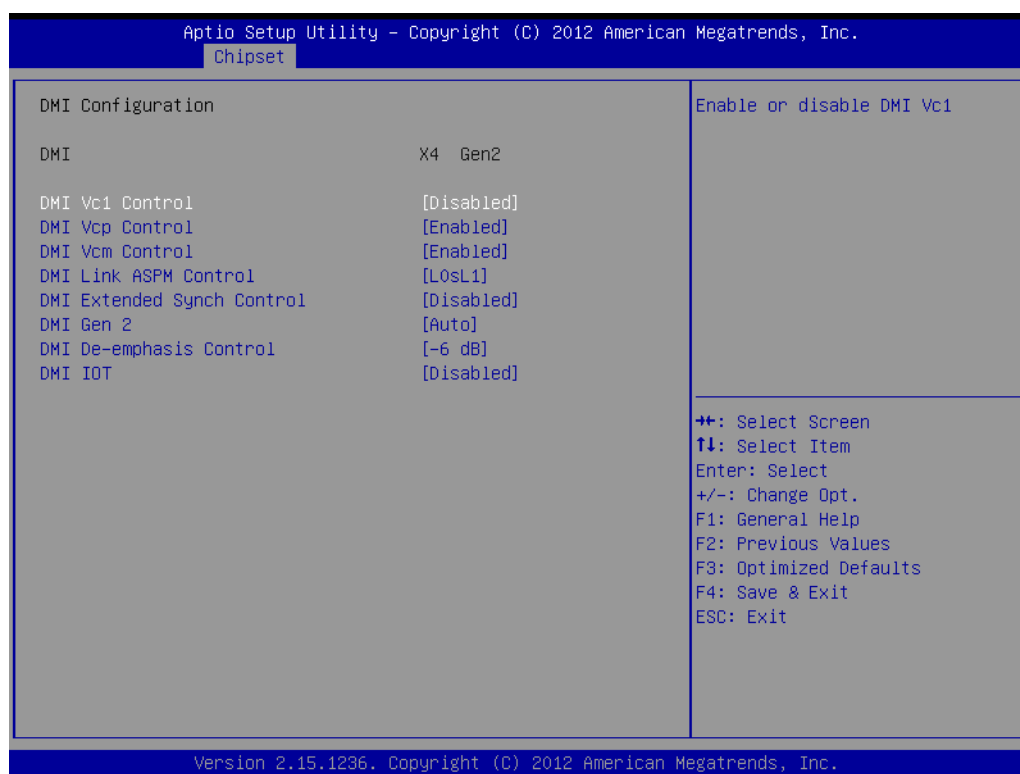 Aptio Setup Utility – Copyright (C) 2012 American Megatrends, Inc.
Chipset
DMI Configuration
DMI X4 Gen2
DMI Vc1 Control [Disabled]
DMI Vcp Control [Enabled]
DMI Vcm Control [Enabled]
DMI Link ASPM Control [L0sL1]
DMI Extended Synch Control [Disabled]
DMI Gen 2 [Auto]
DMI De-emphasis Control [-6 dB]
DMI IOT [Disabled]
Enable or disable DMI Vc1
→←: Select Screen
↑↓: Select Item
Enter: Select
+/-: Change Opt.
F1: General Help
F2: Previous Values
F3: Optimized Defaults
F4: Save & Exit
ESC: Exit
Version 2.15.1236. Copyright (C) 2012 American Megatrends, Inc.